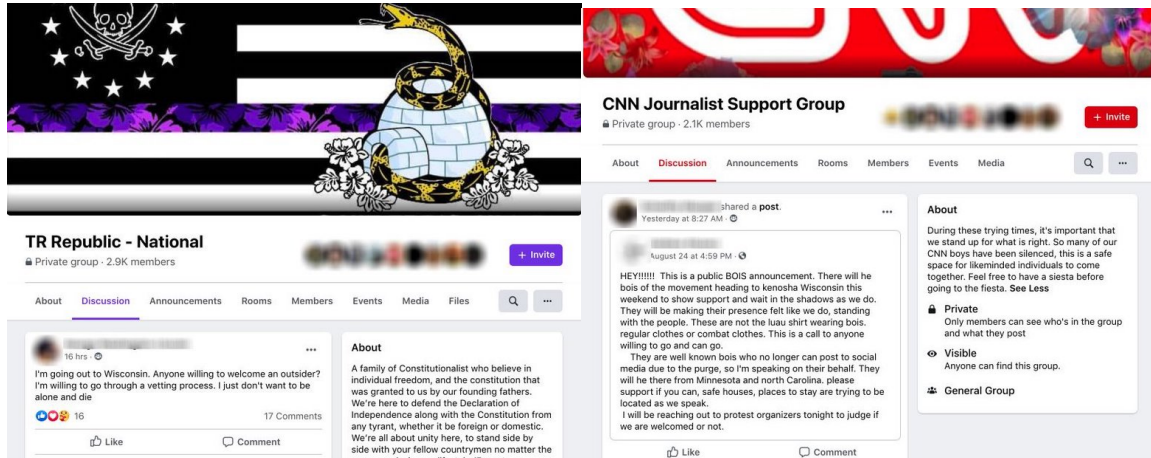 TR Republic - National
Private group · 2.9K members
+ Invite
About Discussion Announcements Rooms Members Events Media Files
16 hrs ·
I'm going out to Wisconsin. Anyone willing to welcome an outsider?
I'm willing to go through a vetting process. I just don't want to be
alone and die
16
17 Comments
Like
Comment
About
A family of Constitutionalist who believe in
individual freedom, and the constitution that
was granted to us by our founding fathers.
We're here to defend the Declaration of
Independence along with the Constitution from
any tyrant, whether it be foreign or domestic.
We're all about unity here, to stand side by
side with your fellow countrymen no matter the
CNN Journalist Support Group
Private group · 2.1K members
+ Invite
About Discussion Announcements Rooms Members Events Media
shared a post.
Yesterday at 8:27 AM ·
August 24 at 4:59 PM ·
HEY!!!!!! This is a public BOIS announcement. There will he
bois of the movement heading to kenosha Wisconsin this
weekend to show support and wait in the shadows as we do.
They will be making their presence felt like we do, standing
with the people. These are not the luau shirt wearing bois.
regular clothes or combat clothes. This is a call to anyone
willing to go and can go.
They are well known bois who no longer can post to social
media due to the purge, so I'm speaking on their behalf. They
will he there from Minnesota and north Carolina. please
support if you can, safe houses, places to stay are trying to be
located as we speak.
I will be reaching out to protest organizers tonight to judge if
we are welcomed or not.
Like
Comment
About
During these trying times, it's important that
we stand up for what is right. So many of our
CNN boys have been silenced, this is a safe
space for likeminded individuals to come
together. Feel free to have a siesta before
going to the fiesta. See Less
Private
Only members can see who's in the group
and what they post
Visible
Anyone can find this group.
General Group